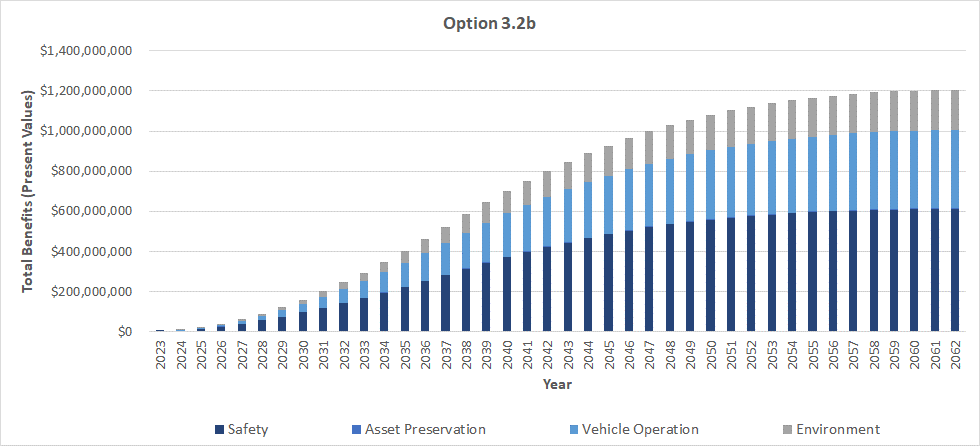 Option 3.2b
Total Benefits (Present Values)
$1,400,000,000
$1,200,000,000
$1,000,000,000
$800,000,000
$600,000,000
$400,000,000
$200,000,000
$0
2023 2024 2025 2026 2027 2028 2029 2030 2031 2032 2033 2034 2035 2036 2037 2038 2039 2040 2041 2042 2043 2044 2045 2046 2047 2048 2049 2050 2051 2052 2053 2054 2055 2056 2057 2058 2059 2060 2061 2062
Year
Safety Asset Preservation Vehicle Operation Environment